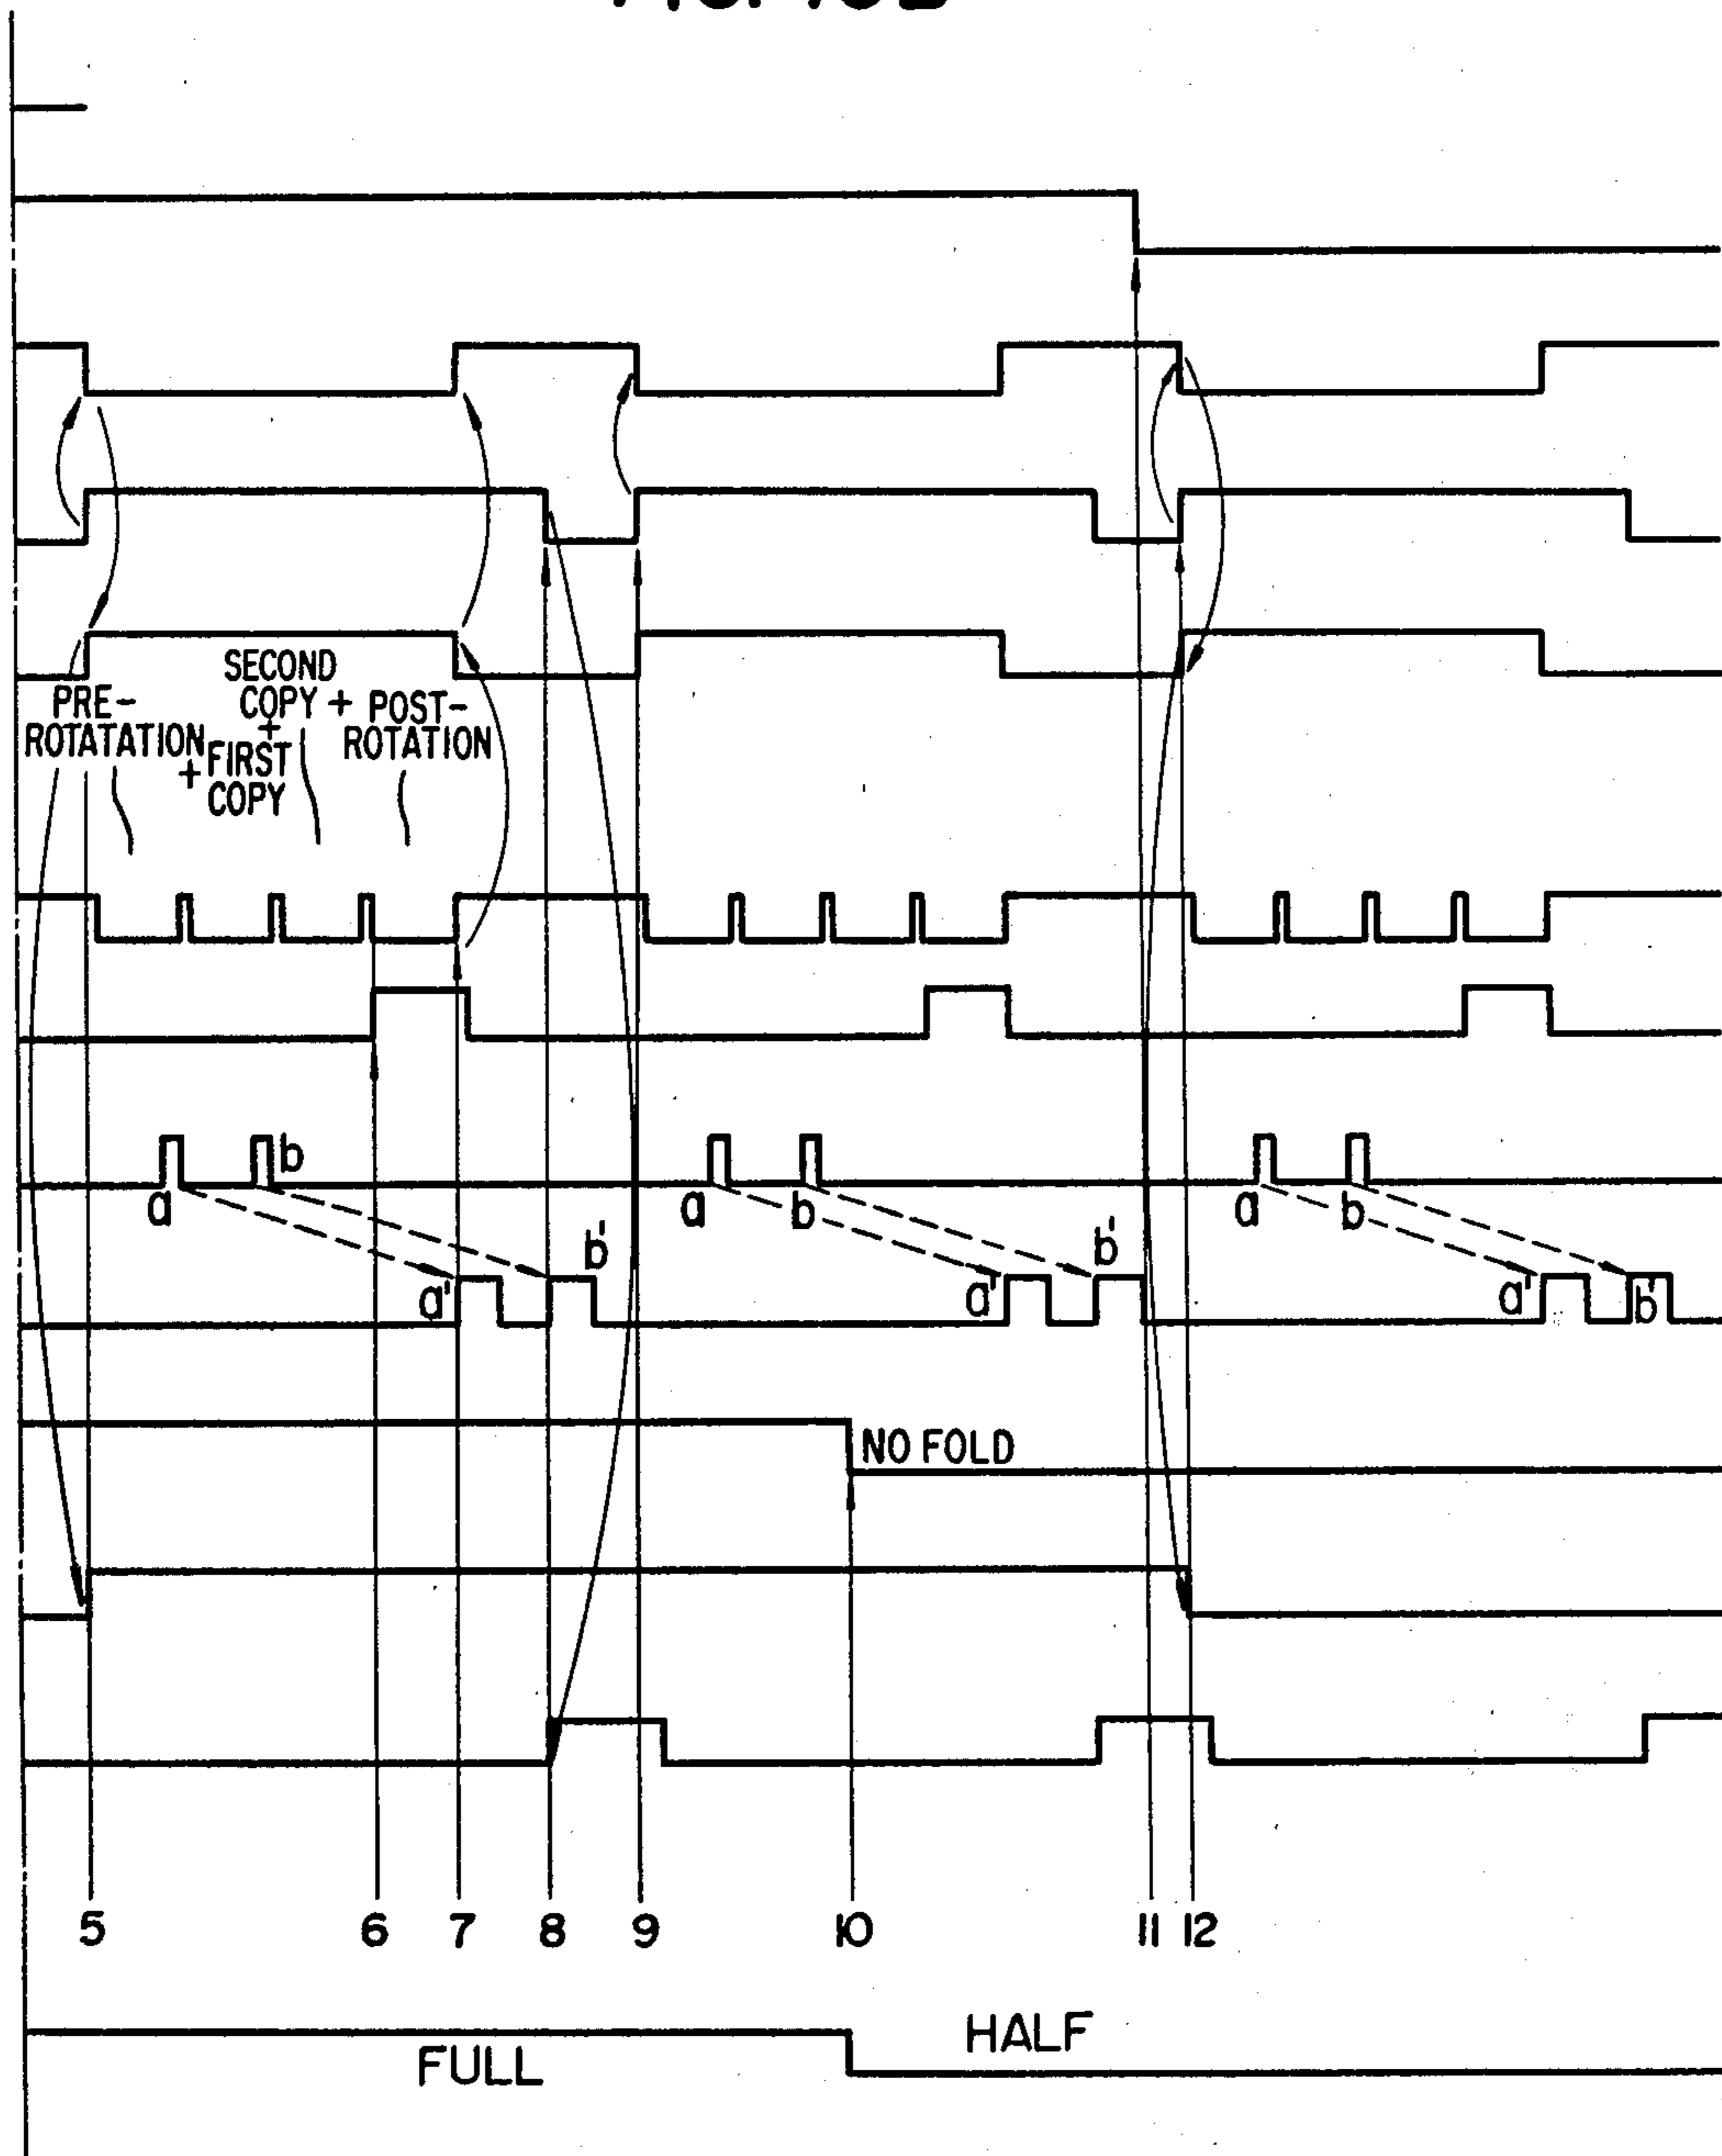 SECOND
PRE-
COPY + POST-
ROTATATION
+
ROTATION
+ FIRST
COPY
b
a
a
b
a
b
b'
b'
a'
a'
a'
b'
NO FOLD
5
6
7
8
9
10
11
12
HALF
FULL